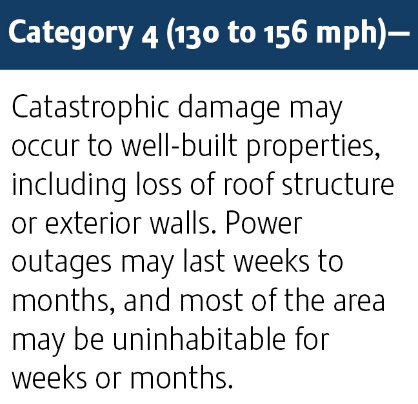 Category 4 (130 to 156 mph)—
Catastrophic damage may
occur to well-built properties,
including loss of roof structure
or exterior walls. Power
outages may last weeks to
months, and most of the area
may be uninhabitable for
weeks or months.